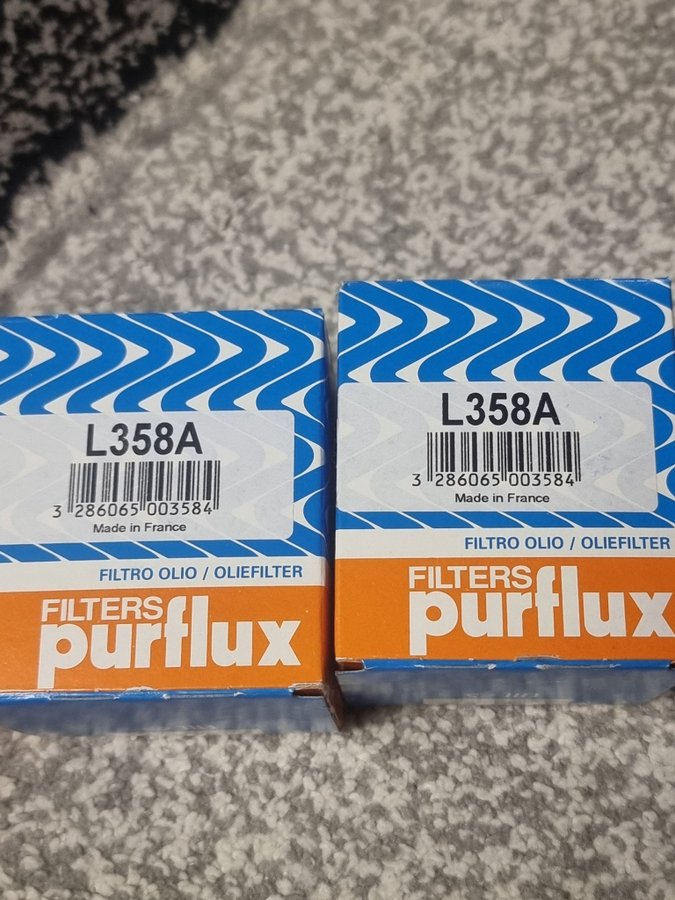 L358A
3 286065 003584
Made in France
FILTRO OLIO / OLIEFILTER
FILTERS
purflux
L358A
3 286065 003584
Made in France
FILTRO OLIO / OLIEFILTER
FILTERS
purflux